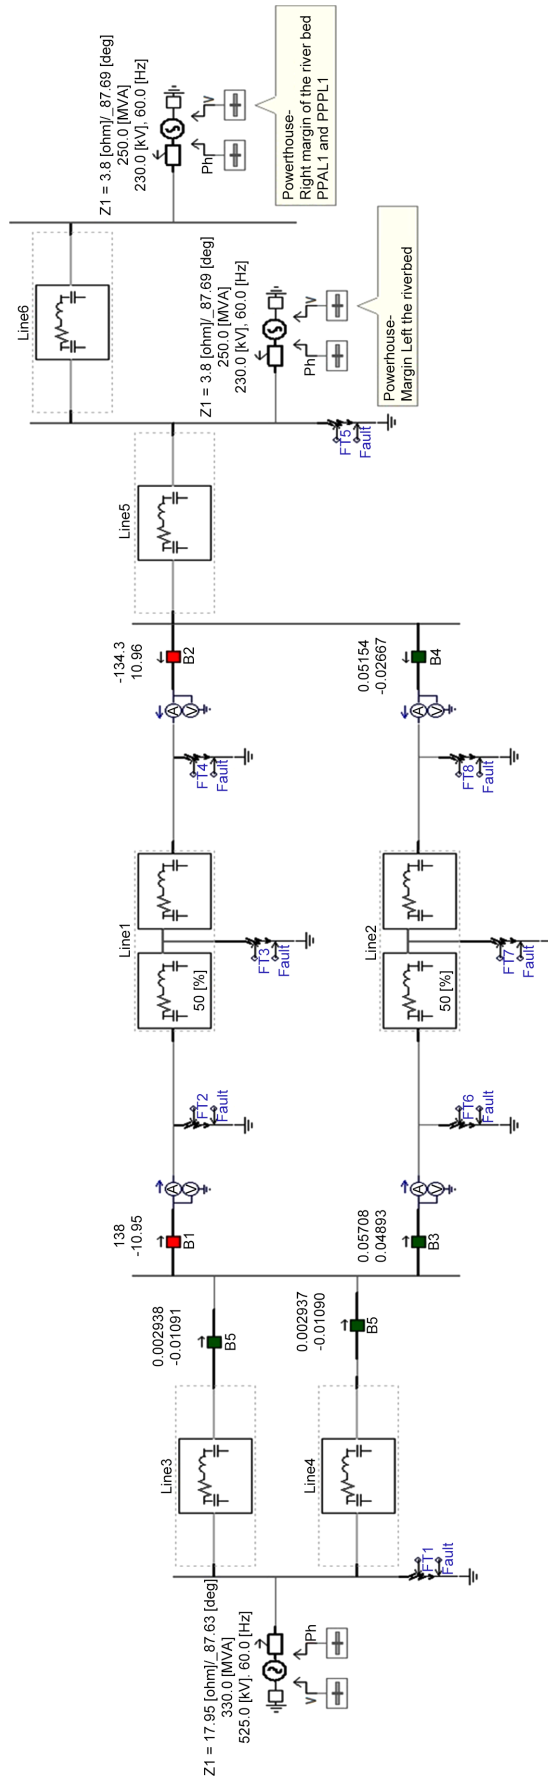 Z1 = 17.95 [ohm]/_87.63 [deg]
330.0 [MVA]
525.0 [kV]. 60.0 [Hz]
V
Ph
FT1
Fault
Line3
Line4
0.002938
-0.01091
B5
0.002937
-0.01090
B5
138
-10.95
B1
A
V
0.05708
0.04893
B3
A
V
FT2
Fault
FT6
Fault
Line1
50 [%]
FT3
Fault
Line2
50 [%]
FT7
Fault
FT4
Fault
FT8
Fault
-134.3
10.96
B2
A
V
0.05154
-0.02667
B4
A
V
Line5
FT5
Fault
Z1 = 3.8 [ohm]/_87.69 [deg]
250.0 [MVA]
230.0 [kV], 60.0 [Hz]
Ph
V
Powerhouse-
Margin Left the riverbed
Line6
Z1 = 3.8 [ohm]/_87.69 [deg]
250.0 [MVA]
230.0 [kV], 60.0 [Hz]
Ph
V
Powerthouse-
Right margin of the river bed
PPAL1 and PPPL1